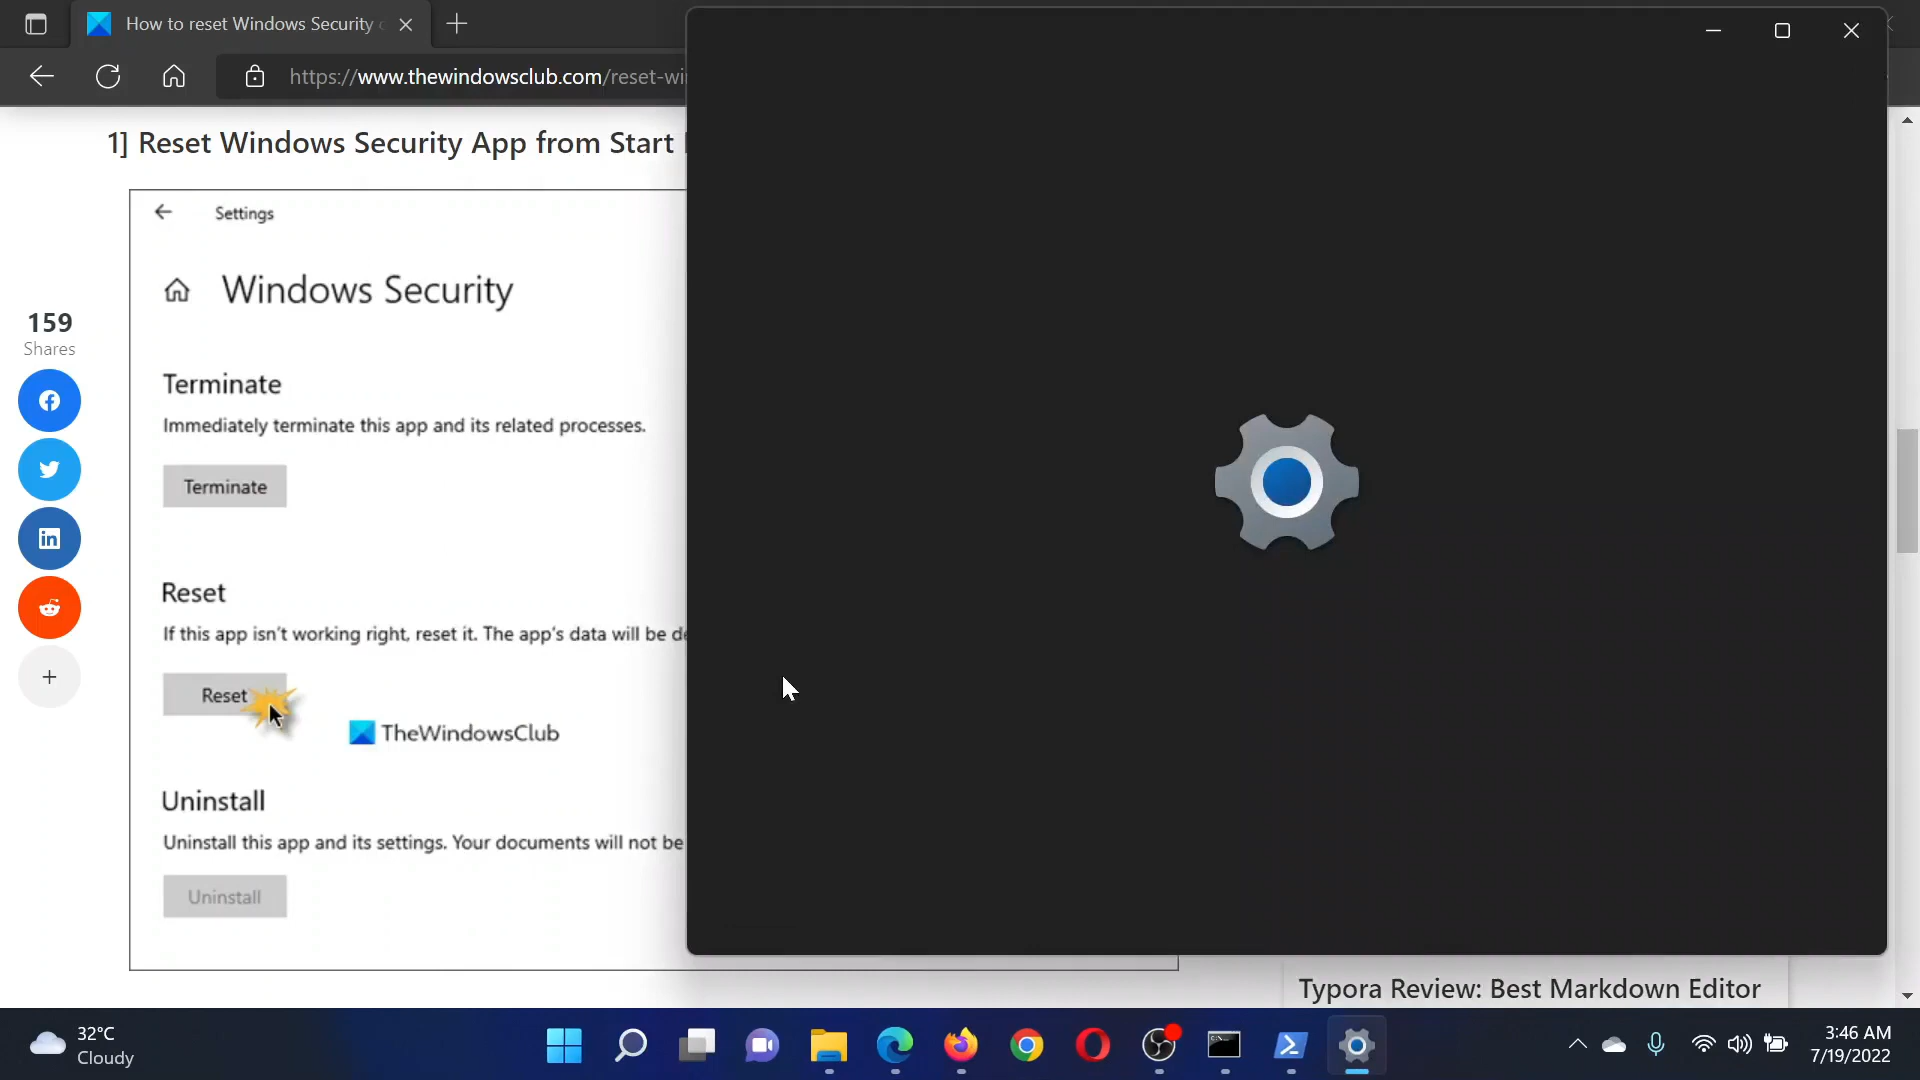 How to reset Windows Security
https://www.thewindowsclub.com/reset-wi
1] Reset Windows Security App from Start
Settings
Windows Security
159
Shares
Terminate
Immediately terminate this app and its related processes.
Terminate
Reset
If this app isn't working right, reset it. The app's data will be de
Reset
TheWindowsClub
Uninstall
Uninstall this app and its settings. Your documents will not be
Uninstall
Typora Review: Best Markdown Editor
32°C
Cloudy
3:46 AM
7/19/2022